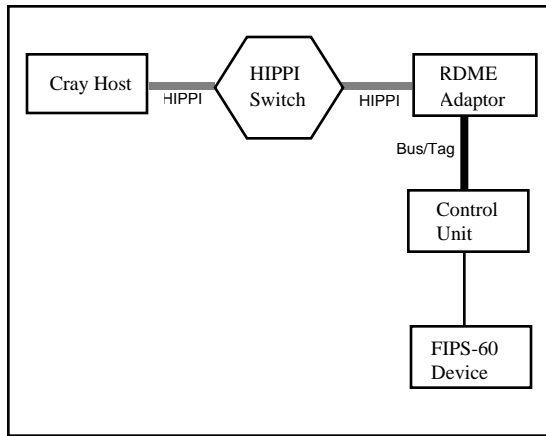 Cray Host
HIPPI
HIPPI
Switch
HIPPI
RDME
Adaptor
Bus/Tag
Control
Unit
FIPS-60
Device